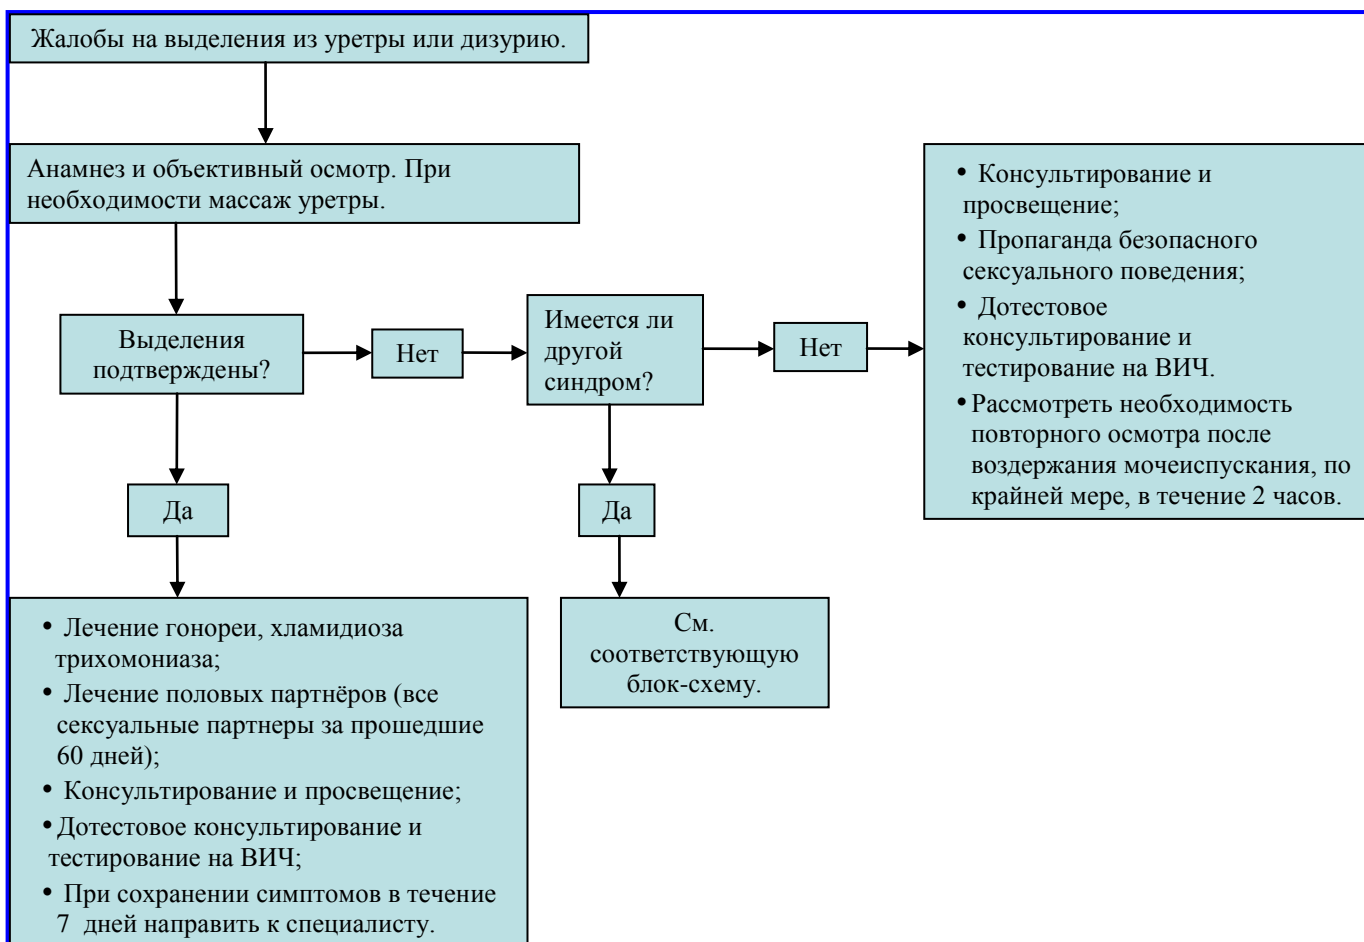 Жалобы на выделения из уретры или дизурию.
Анамнез и объективный осмотр. При
необходимости массаж уретры.
Выделения
подтверждены?
Нет
Имеется ли
другой
синдром?
Нет
• Консультирование и
просвещение;
• Пропаганда безопасного
сексуального поведения;
• Дотестовое
консультирование и
тестирование на ВИЧ.
• Рассмотреть необходимость
повторного осмотра после
воздержания мочеиспускания, по
крайней мере, в течение 2 часов.
Да
Да
• Лечение гонореи, хламидиоза
трихомониаза;
• Лечение половых партнёров (все
сексуальные партнеры за прошедшие
60 дней);
• Консультирование и просвещение;
• Дотестовое консультирование и
тестирование на ВИЧ;
• При сохранении симптомов в течение
7 дней направить к специалисту.
См.
соответствующую
блок-схему.